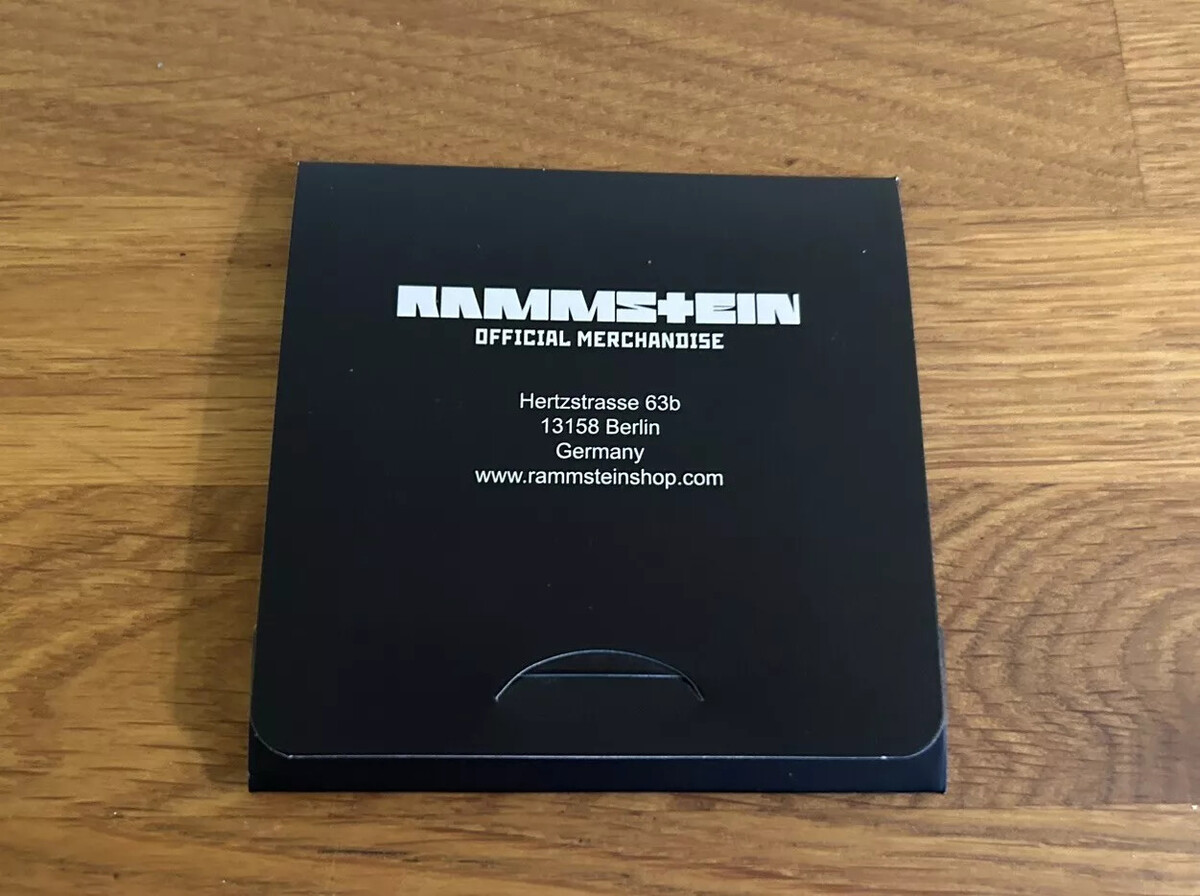 RAMMSTEIN
OFFICIAL MERCHANDISE
Hertzstrasse 63b
13158 Berlin
Germany
www.rammsteinshop.com